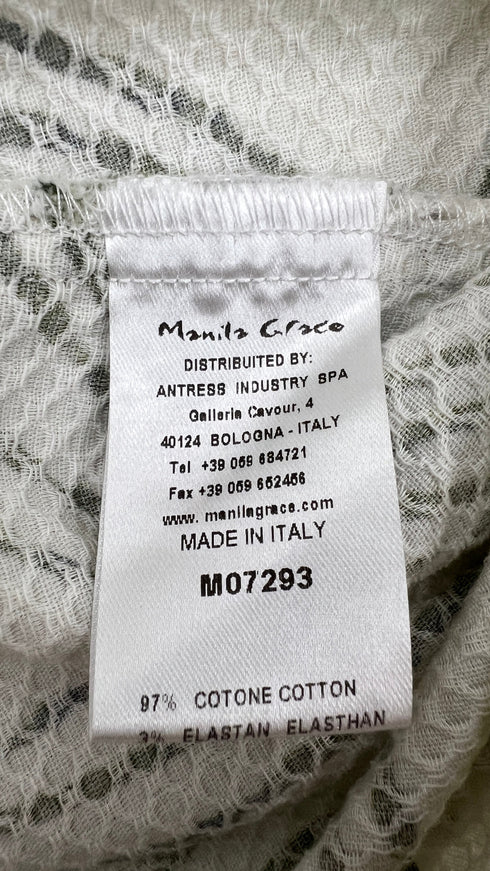 Manila Grace
DISTRIBUITED BY:
ANTRESS INDUSTRY SPA
Galleria Cavour, 4
40124 BOLOGNA - ITALY
Tel +39 059 684721
Fax +39 059 652456
www. manilagrace.com
MADE IN ITALY
M07293
97% COTONE COTTON
3% ELASTAN ELASTHAN